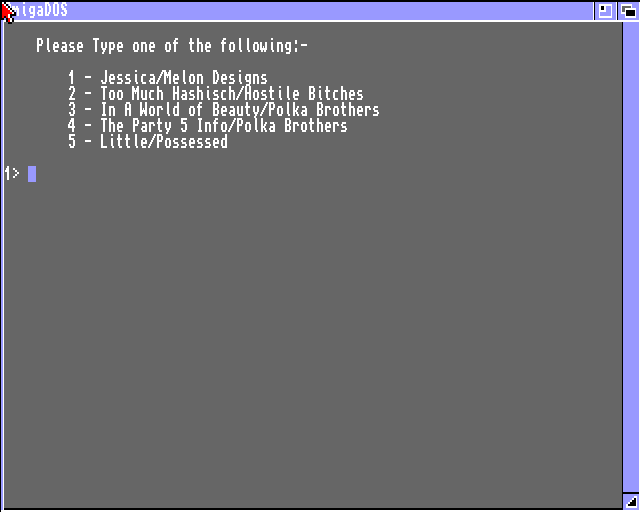 migaDOS
Please Type one of the following:-
1 - Jessica/Melon Designs
2 - Too Much Hashisch/Hostile Bitches
3 - In A World of Beauty/Polka Brothers
4 - The Party 5 Info/Polka Brothers
5 - Little/Possessed
1>